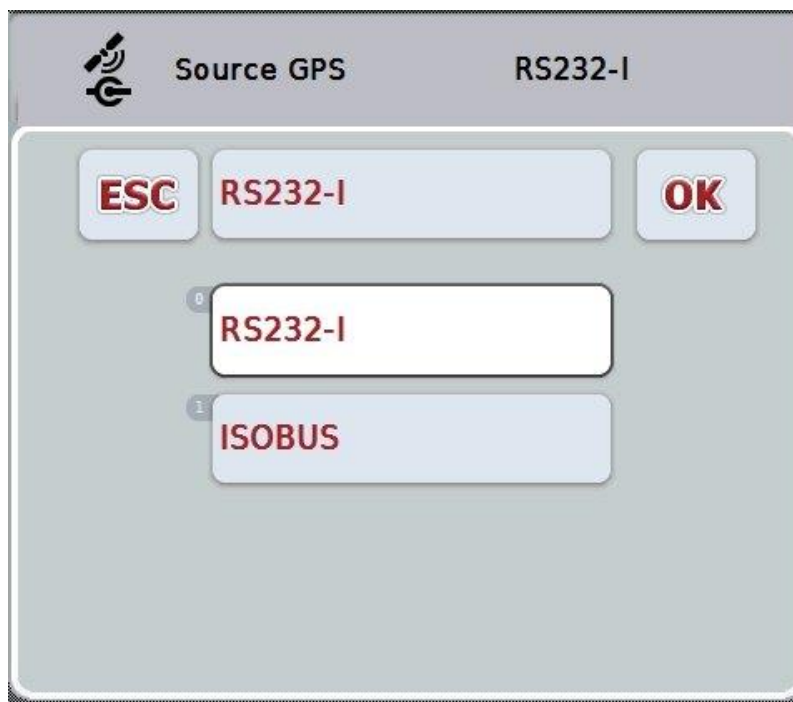 Source GPS RS232-I
ESC RS232-I OK
0
RS232-I
1
ISOBUS